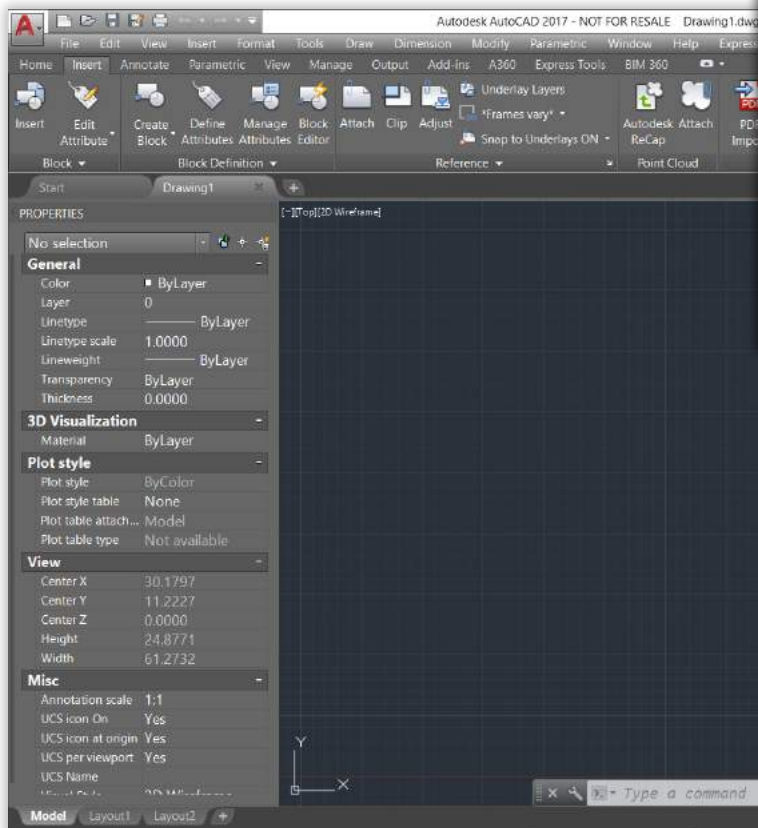 Autodesk AutoCAD 2017 - NOT FOR RESALE Drawing1.dwg
File Edit View Insert Format Tools Draw Dimension Modify Parametric Window Help Express
Home Insert Annotate Parametric View Manage Output Add-ins A360 Express Tools BIM 360
Underlay Layers
*Frames vary*
Snap to Underlays ON
Insert Edit Attribute Create Block Define Attributes Manage Attributes Block Editor Attach Clip Adjust Autodesk ReCap Attach PDF
Block Block Definition Reference Point Cloud
Start Drawing1
PROPERTIES
[-][Top][2D Wireframe]
No selection
General
Color ByLayer
Layer 0
Linetype ByLayer
Linetype scale 1.0000
Lineweight ByLayer
Transparency ByLayer
Thickness 0.0000
3D Visualization
Material ByLayer
Plot style
Plot style ByColor
Plot style table None
Plot table attach... Model
Plot table type Not available
View
Center X 30.1797
Center Y 11.2227
Center Z 0.0000
Height 24.8771
Width 61.2732
Misc
Annotation scale 1:1
UCS icon On Yes
UCS icon at origin Yes
UCS per viewport Yes
UCS Name
Y
X
Type a command
Model Layout1 Layout2